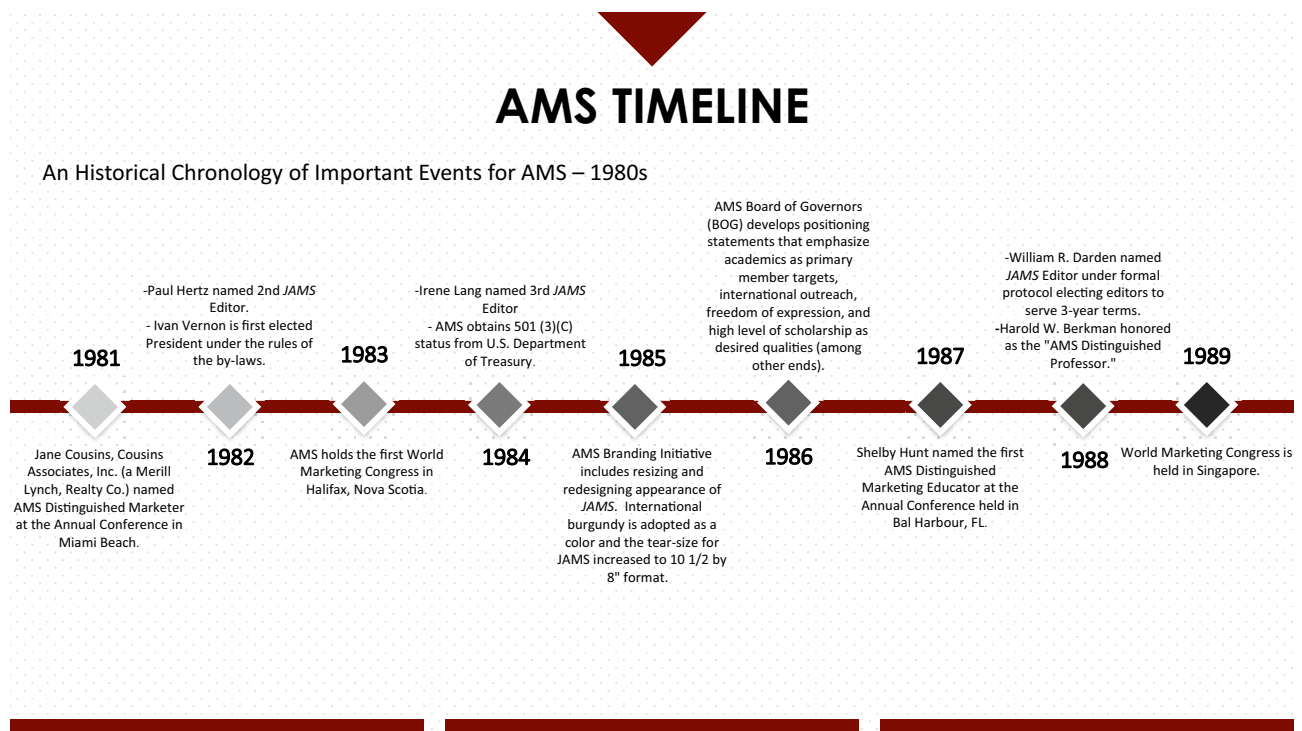 AMS TIMELINE
An Historical Chronology of Important Events for AMS – 1980s
1981
Jane Cousins, Cousins
Associates, Inc. (a Merill
Lynch, Realty Co.) named
AMS Distinguished Marketer
at the Annual Conference in
Miami Beach.
-Paul Hertz named 2nd JAMS
Editor.
- Ivan Vernon is first elected
President under the rules of
the by-laws.
1982
1983
AMS holds the first World
Marketing Congress in
Halifax, Nova Scotia.
-Irene Lang named 3rd JAMS
Editor
- AMS obtains 501 (3)(C)
status from U.S. Department
of Treasury.
1984
1985
AMS Branding Initiative
includes resizing and
redesigning appearance of
JAMS.  International
burgundy is adopted as a
color and the tear-size for
JAMS increased to 10 1/2 by
8" format.
AMS Board of Governors
(BOG) develops positioning
statements that emphasize
academics as primary
member targets,
international outreach,
freedom of expression, and
high level of scholarship as
desired qualities (among
other ends).
1986
1987
Shelby Hunt named the first
AMS Distinguished
Marketing Educator at the
Annual Conference held in
Bal Harbour, FL.
-William R. Darden named
JAMS Editor under formal
protocol electing editors to
serve 3-year terms.
-Harold W. Berkman honored
as the "AMS Distinguished
Professor."
1988
1989
World Marketing Congress is
held in Singapore.